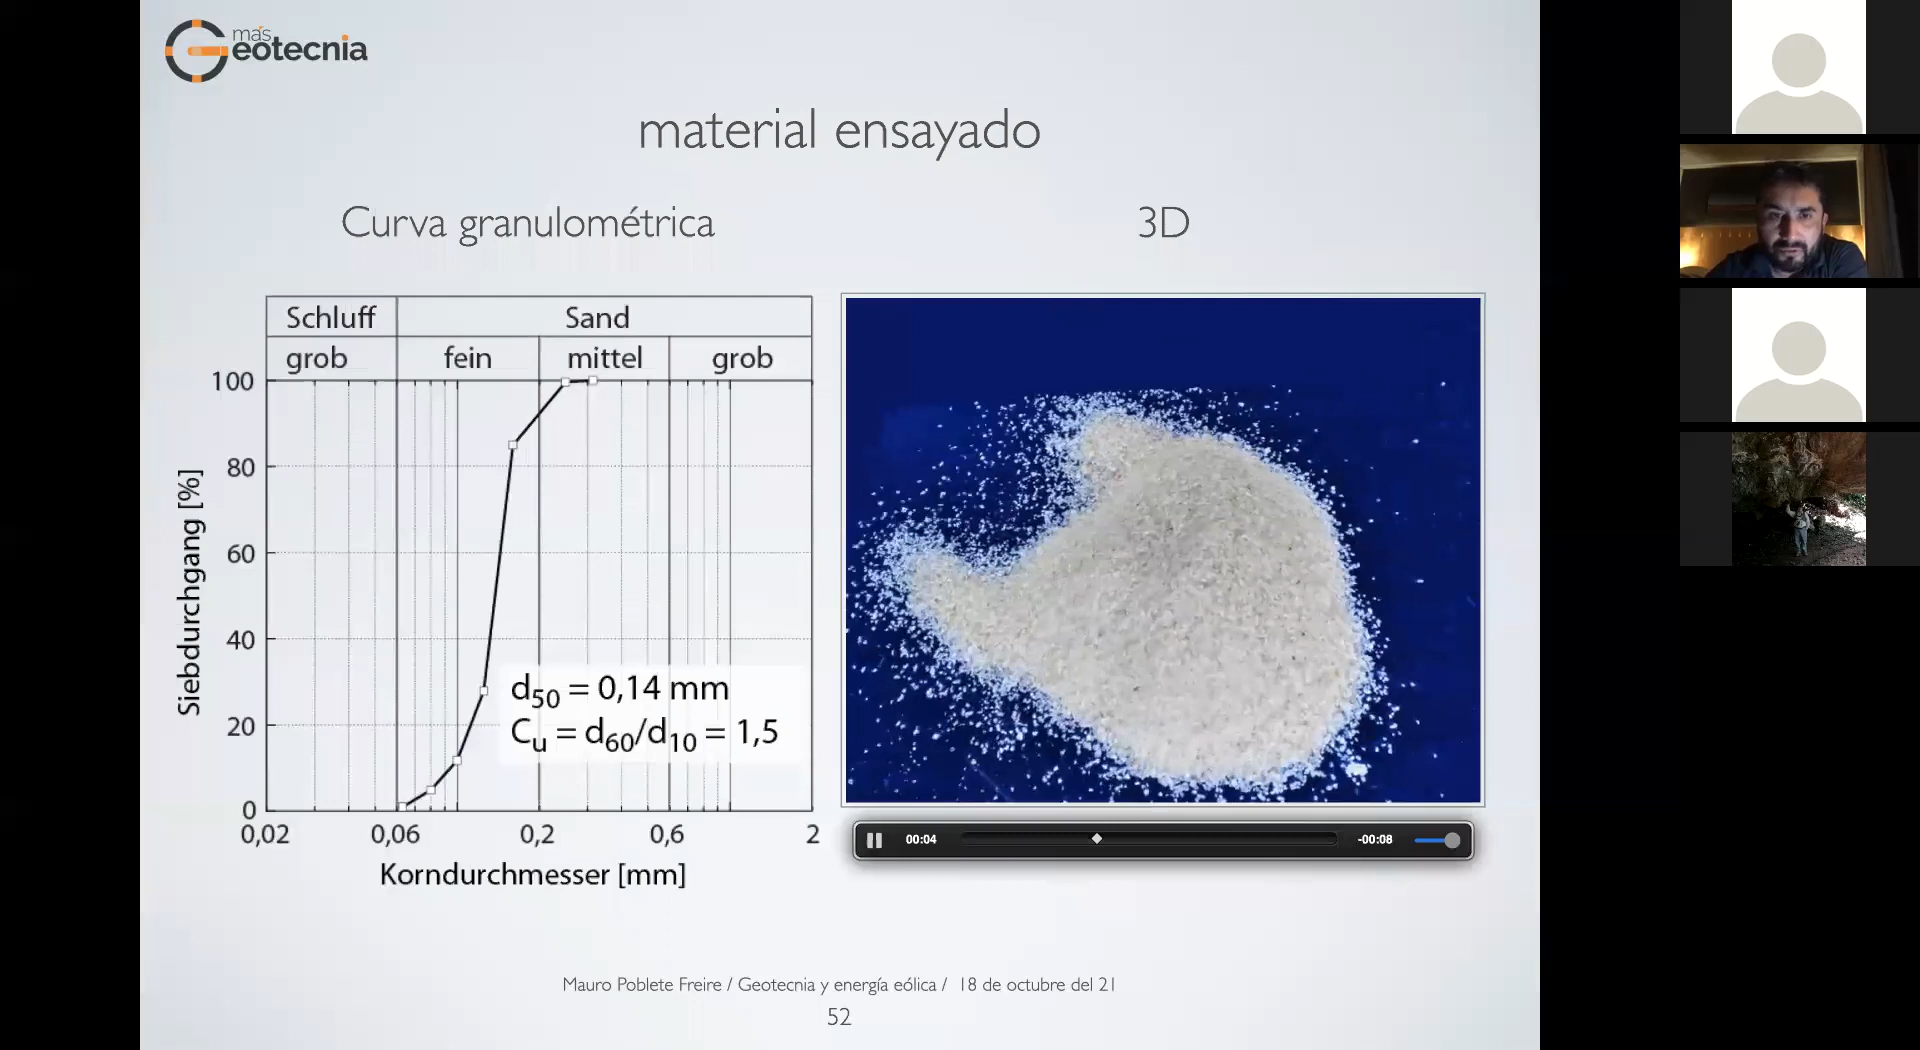 más
Geotecnia
material ensayado
Curva granulométrica
3D
Schluff
Sand
grob
fein
mittel
grob
100
80
60
40
20
0
Siebdurchgang [%]
d50 = 0,14 mm
Cu = d60/d10 = 1,5
0,02
0,06
0,2
0,6
2
Korndurchmesser [mm]
00:04
-00:08
Mauro Poblete Freire / Geotecnia y energía eólica / 18 de octubre del 21
52